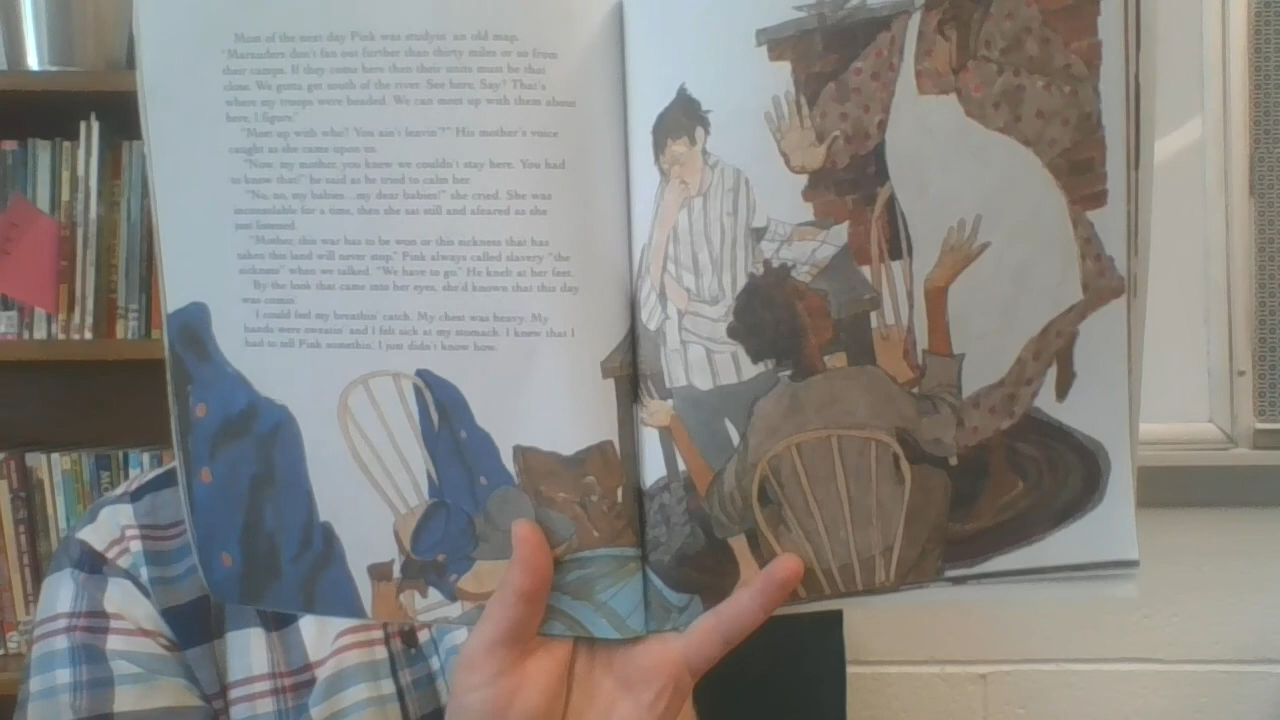 Most of the next day Pink was studyin' an old map.
"Marauders don't fan out further than thirty miles or so from
their camps. If they come here then their units must be that
close. We gotta get south of the river. See here, Say? That's
where my troops were headed. We can meet up with them about
here, I figure."
"Meet up with who? You ain't leavin'?" His mother's voice
caught as she came upon us.
"Now, my mother, you knew we couldn't stay here. You had
to know that!" he said as he tried to calm her.
"No, no, my babies...my dear babies!" she cried. She was
inconsolable for a time, then she sat still and afeared as she
just listened.
"Mother, this war has to be won or this sickness that has
taken this land will never stop." Pink always called slavery "the
sickness" when we talked. "We have to go." He knelt at her feet.
By the look that came into her eyes, she'd known that this day
was comin'.
I could feel my breathin' catch. My chest was heavy. My
hands were sweatin' and I felt sick at my stomach. I knew that I
had to tell Pink somethin'. I just didn't know how.